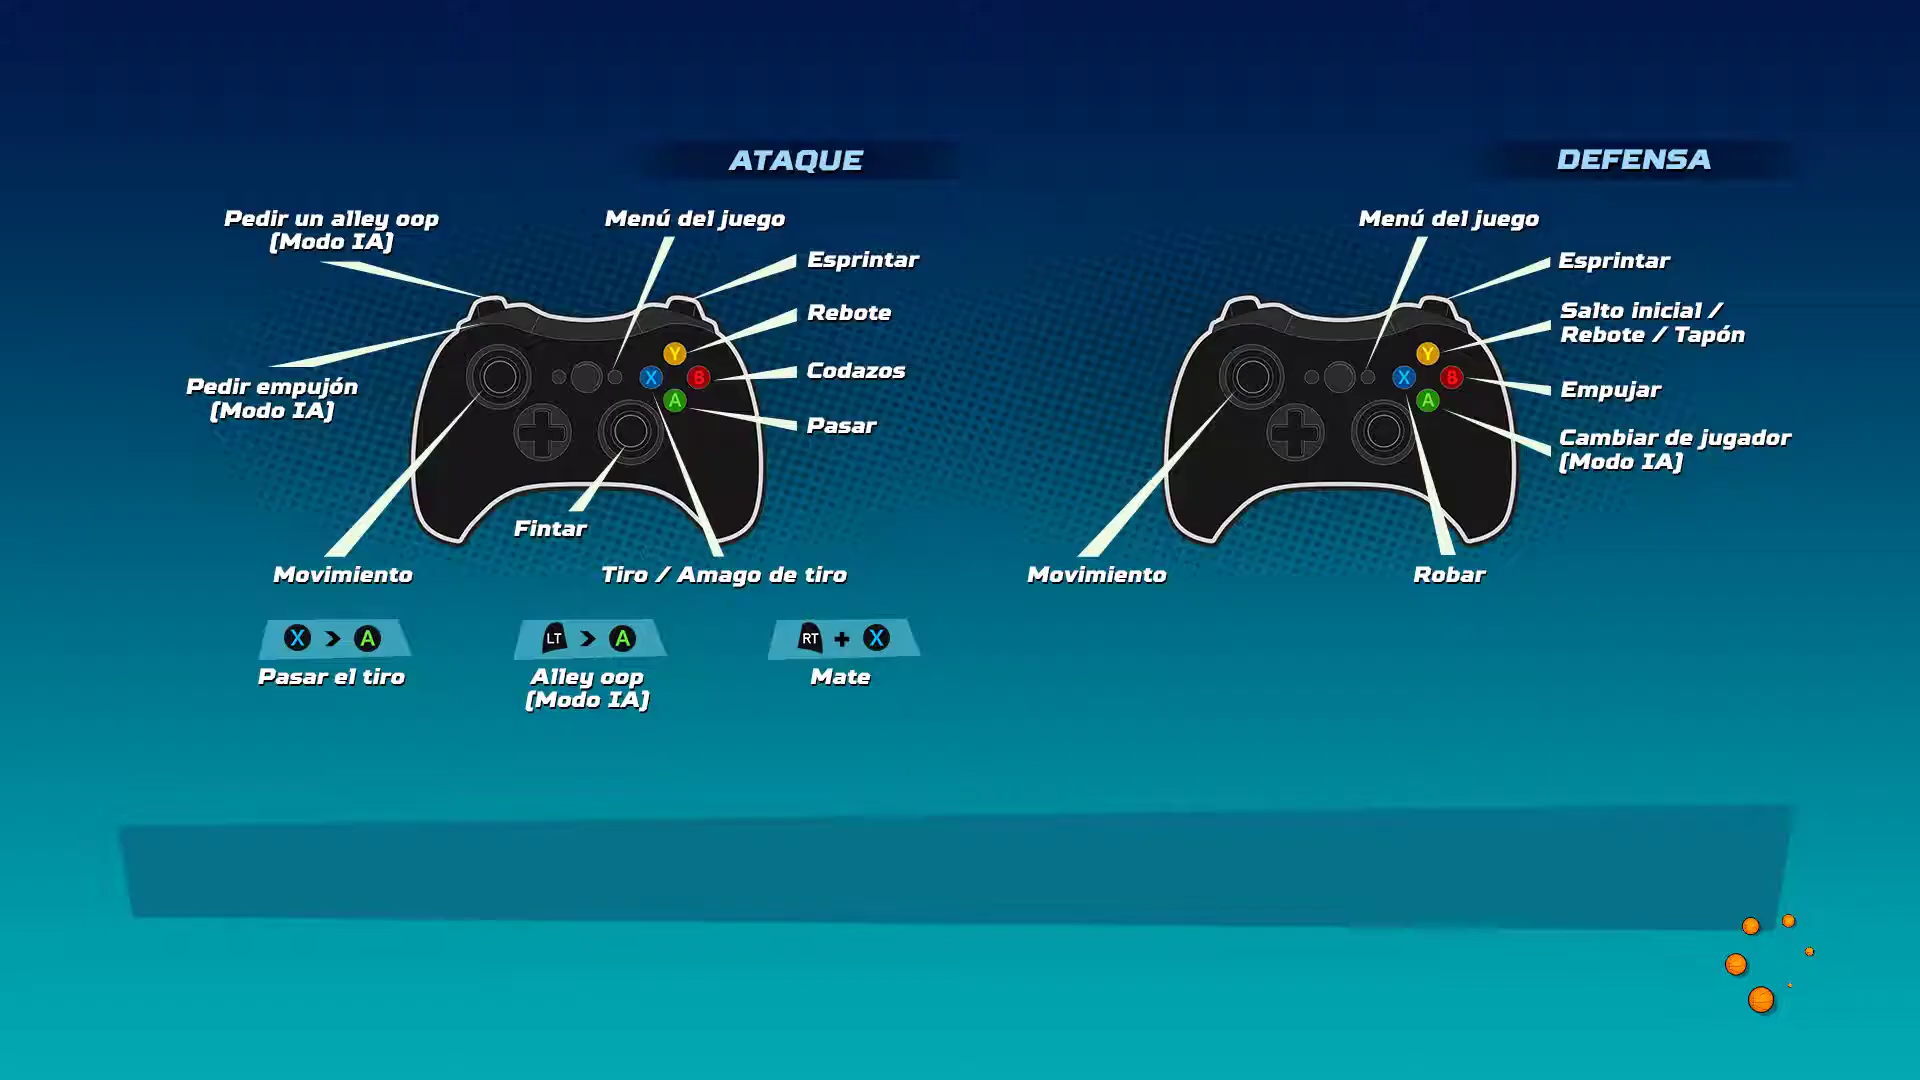 ATAQUE
Pedir un alley oop
(Modo IA)
Menú del juego
Esprintar
Rebote
Codazos
Pasar
Pedir empujón
(Modo IA)
Y
X
B
A
Fintar
Movimiento
Tiro / Amago de tiro
X > A
Pasar el tiro
LT > A
Alley oop
(Modo IA)
RT + X
Mate
DEFENSA
Menú del juego
Esprintar
Salto inicial /
Rebote / Tapón
Empujar
Cambiar de jugador
(Modo IA)
Y
X
B
A
Movimiento
Robar